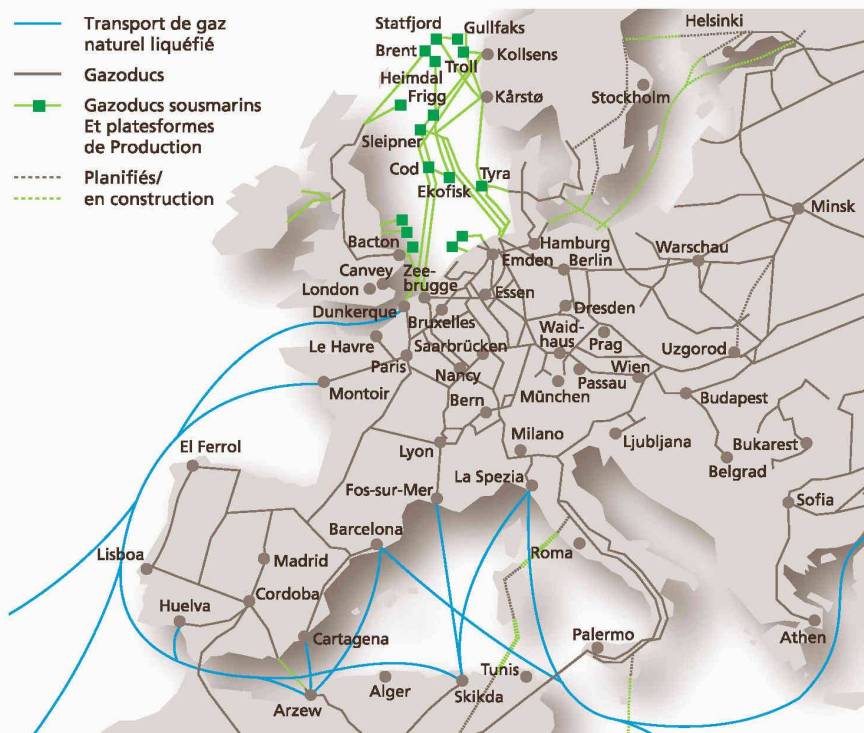 Transport de gaz
naturel liquéfié
Gazoducs
Gazoducs sousmarins
Et platesformes
de Production
Planifiés/
en construction
Statfjord
Gullfaks
Brent
Troll
Kollsens
Heimdal
Frigg
Kårstø
Sleipner
Cod
Ekofisk
Tyra
Helsinki
Stockholm
Minsk
Bacton
Canvey
London
Zee-
brugge
Emden
Hamburg
Berlin
Warschau
Dunkerque
Bruxelles
Essen
Dresden
Le Havre
Saarbrücken
Waid-
haus
Prag
Uzgorod
Paris
Nancy
Passau
Wien
Montoir
Bern
München
Budapest
El Ferrol
Lyon
Milano
Ljubljana
Bukarest
Belgrad
Fos-sur-Mer
La Spezia
Sofia
Barcelona
Lisboa
Madrid
Roma
Cordoba
Huelva
Cartagena
Palermo
Athen
Arzew
Alger
Skikda
Tunis